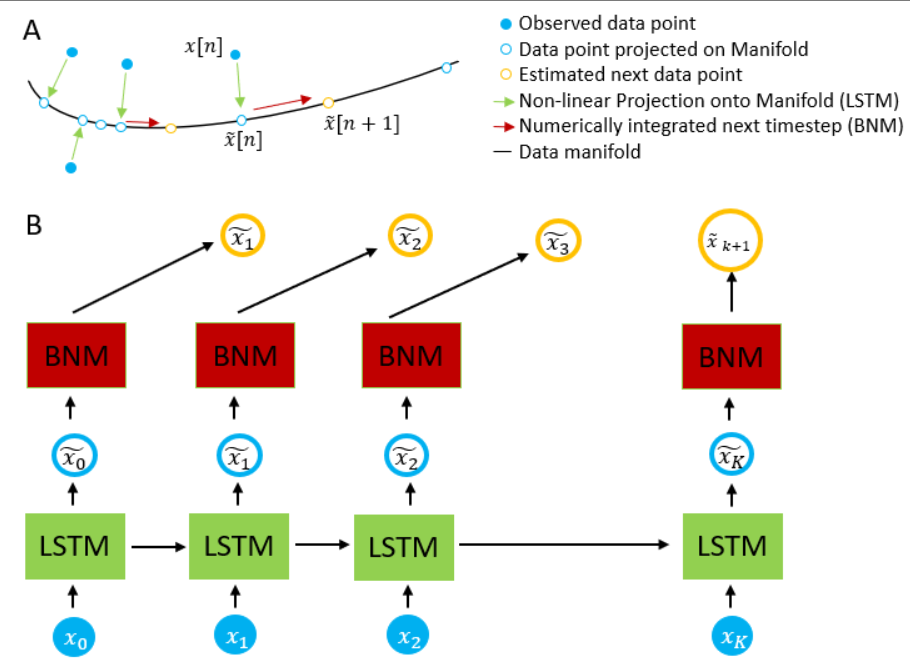 A
x[n]
x̃[n]
x̃[n + 1]
Observed data point
Data point projected on Manifold
Estimated next data point
Non-linear Projection onto Manifold (LSTM)
Numerically integrated next timestep (BNM)
Data manifold
B
x̃₁ x̃₂ x̃₃ x̃ ₖ₊₁
BNM BNM BNM BNM
x̃₀ x̃₁ x̃₂ x̃_K
LSTM LSTM LSTM LSTM
x₀ x₁ x₂ x_K